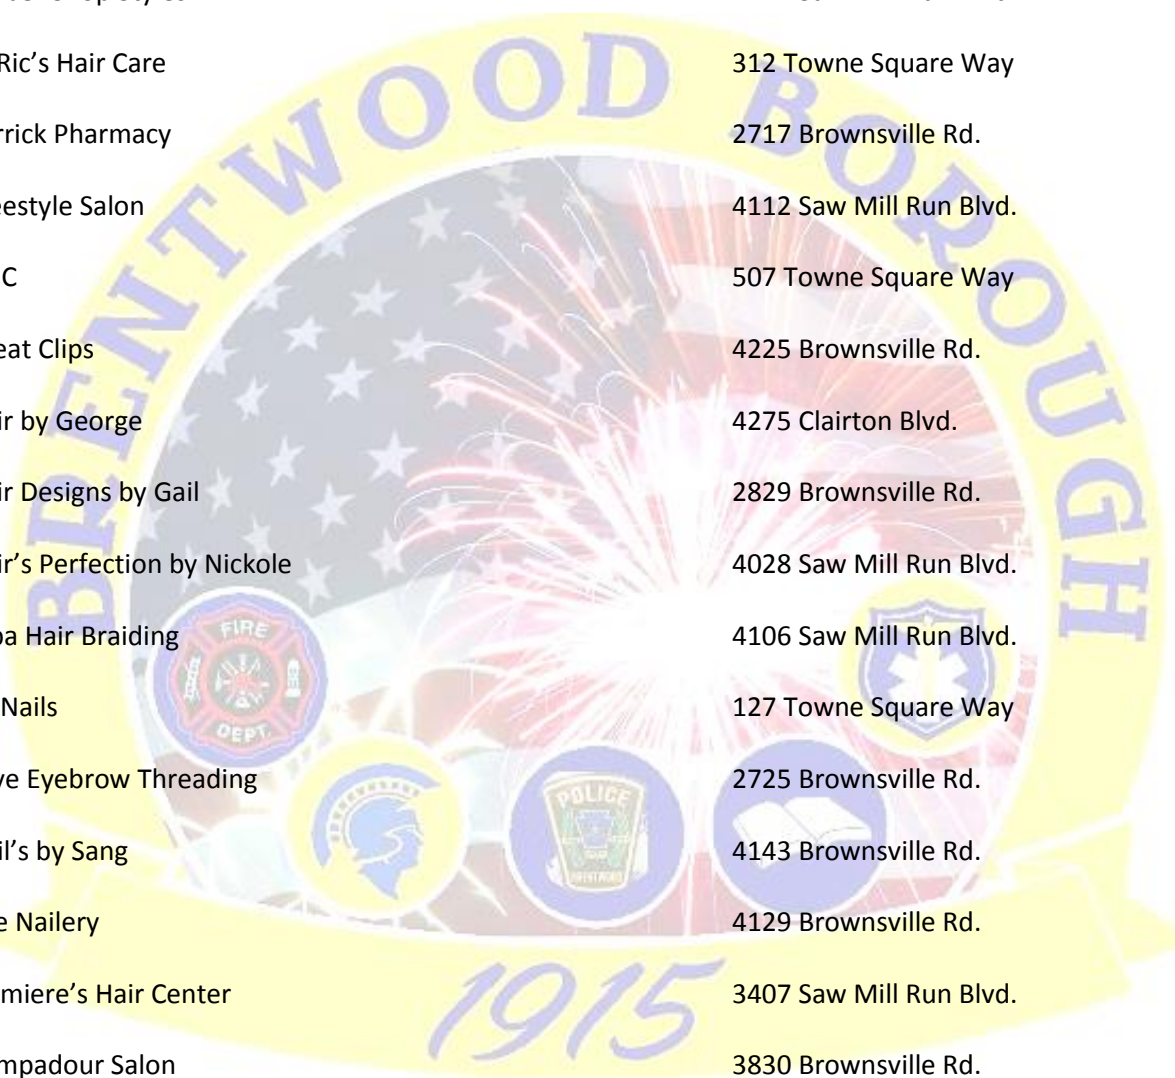 Ric’s Hair Care 312 Towne Square Way
rrick Pharmacy 2717 Brownsville Rd.
estyle Salon 4112 Saw Mill Run Blvd.
C 507 Towne Square Way
eat Clips 4225 Brownsville Rd.
ir by George 4275 Clairton Blvd.
ir Designs by Gail 2829 Brownsville Rd.
ir’s Perfection by Nickole 4028 Saw Mill Run Blvd.
ba Hair Braiding 4106 Saw Mill Run Blvd.
Nails 127 Towne Square Way
ve Eyebrow Threading 2725 Brownsville Rd.
il’s by Sang 4143 Brownsville Rd.
e Nailery 4129 Brownsville Rd.
miere’s Hair Center 3407 Saw Mill Run Blvd.
mpadour Salon 3830 Brownsville Rd.
BRENTWOOD BOROUGH
FIRE
DEPT.
POLICE
BRENTWOOD
1915